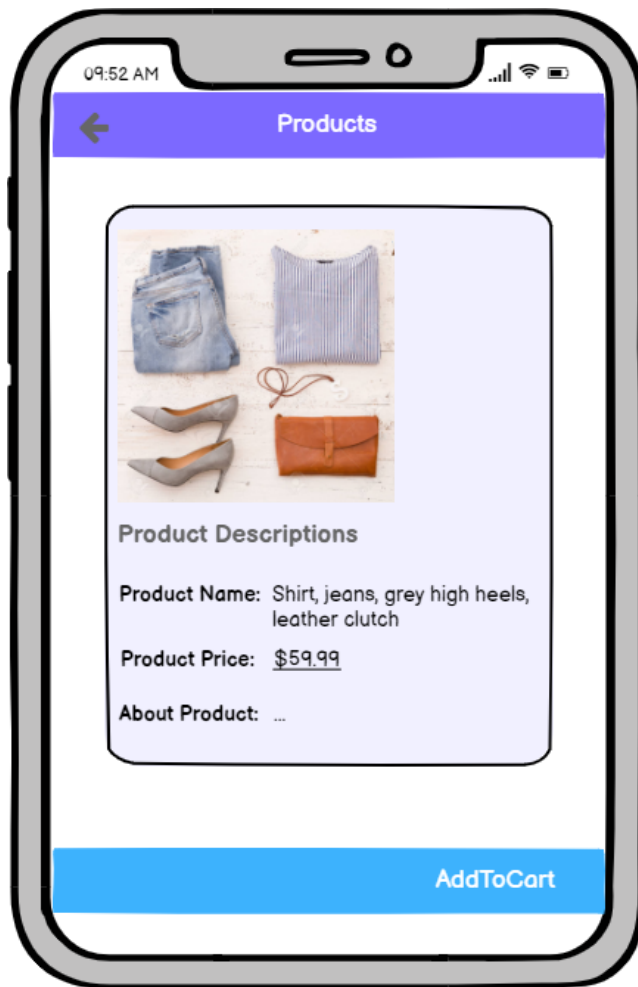 09:52 AM
Products
Product Descriptions
Product Name: Shirt, jeans, grey high heels,
leather clutch
Product Price: $59.99
About Product: ...
AddToCart